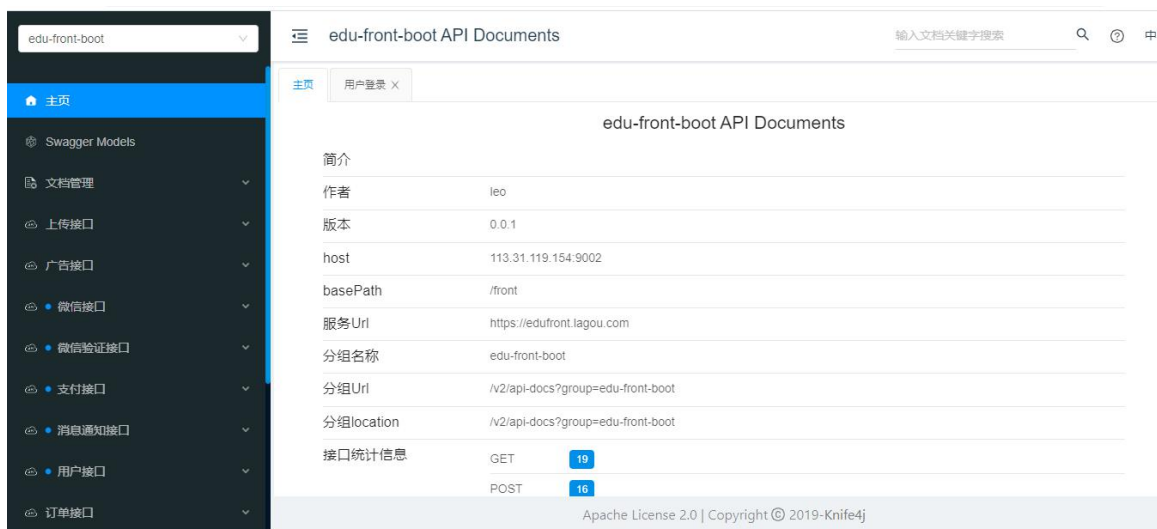 edu-front-boot
主页
Swagger Models
文档管理
上传接口
广告接口
微信接口
微信验证接口
支付接口
消息通知接口
用户接口
订单接口
edu-front-boot API Documents
输入文档关键字搜索
中
主页 用户登录
edu-front-boot API Documents
简介
作者 leo
版本 0.0.1
host 113.31.119.154:9002
basePath /front
服务Url https://edufront.lagou.com
分组名称 edu-front-boot
分组Url /v2/api-docs?group=edu-front-boot
分组location /v2/api-docs?group=edu-front-boot
接口统计信息 GET 19
POST 16
Apache License 2.0 | Copyright © 2019-Knife4j